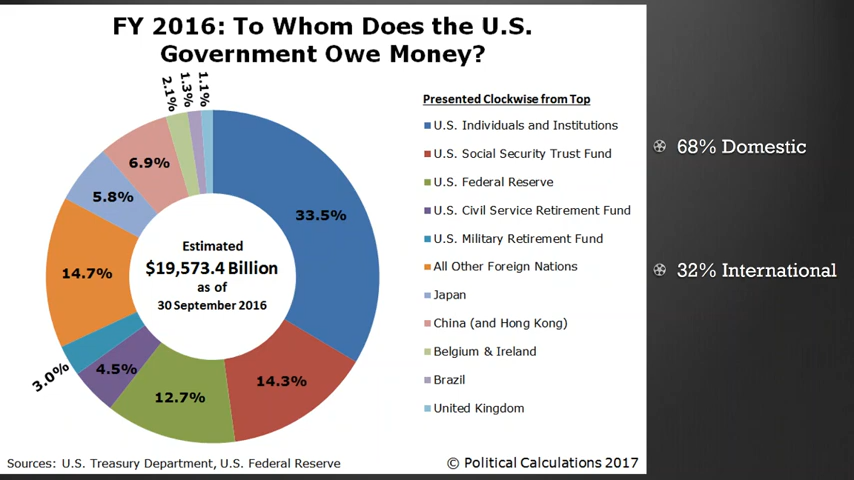 FY 2016: To Whom Does the U.S.
Government Owe Money?
1.1%
1.3%
2.1%
6.9%
5.8%
14.7%
3.0%
4.5%
12.7%
14.3%
33.5%
Estimated
$19,573.4 Billion
as of
30 September 2016
Presented Clockwise from Top
U.S. Individuals and Institutions
U.S. Social Security Trust Fund
U.S. Federal Reserve
U.S. Civil Service Retirement Fund
U.S. Military Retirement Fund
All Other Foreign Nations
Japan
China (and Hong Kong)
Belgium & Ireland
Brazil
United Kingdom
Sources: U.S. Treasury Department, U.S. Federal Reserve
© Political Calculations 2017
68% Domestic
32% International